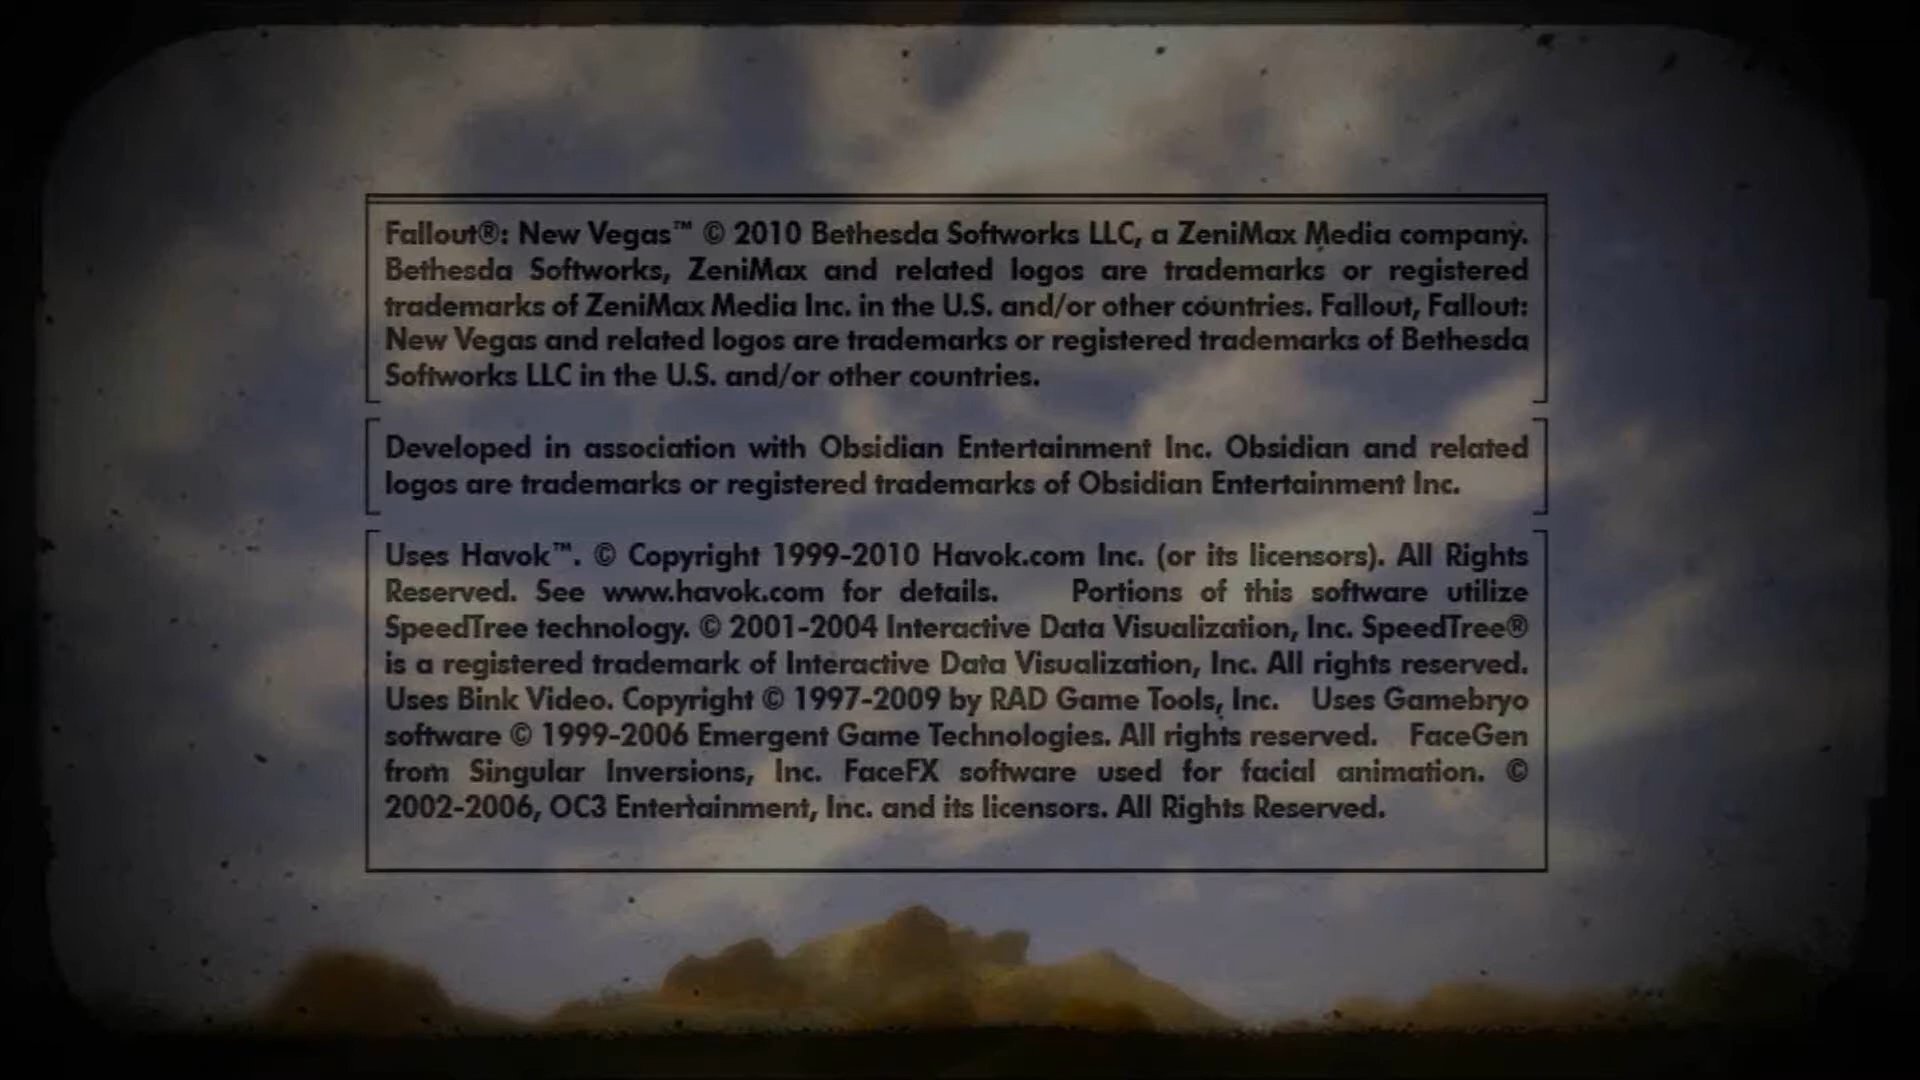 Fallout®: New Vegas™ © 2010 Bethesda Softworks LLC, a ZeniMax Media company.
Bethesda Softworks, ZeniMax and related logos are trademarks or registered
trademarks of ZeniMax Media Inc. in the U.S. and/or other countries. Fallout, Fallout:
New Vegas and related logos are trademarks or registered trademarks of Bethesda
Softworks LLC in the U.S. and/or other countries.
Developed in association with Obsidian Entertainment Inc. Obsidian and related
logos are trademarks or registered trademarks of Obsidian Entertainment Inc.
Uses Havok™. © Copyright 1999-2010 Havok.com Inc. (or its licensors). All Rights
Reserved. See www.havok.com for details. Portions of this software utilize
SpeedTree technology. © 2001-2004 Interactive Data Visualization, Inc. SpeedTree®
is a registered trademark of Interactive Data Visualization, Inc. All rights reserved.
Uses Bink Video. Copyright © 1997-2009 by RAD Game Tools, Inc. Uses Gamebryo
software © 1999-2006 Emergent Game Technologies. All rights reserved. FaceGen
from Singular Inversions, Inc. FaceFX software used for facial animation. ©
2002-2006, OC3 Entertainment, Inc. and its licensors. All Rights Reserved.